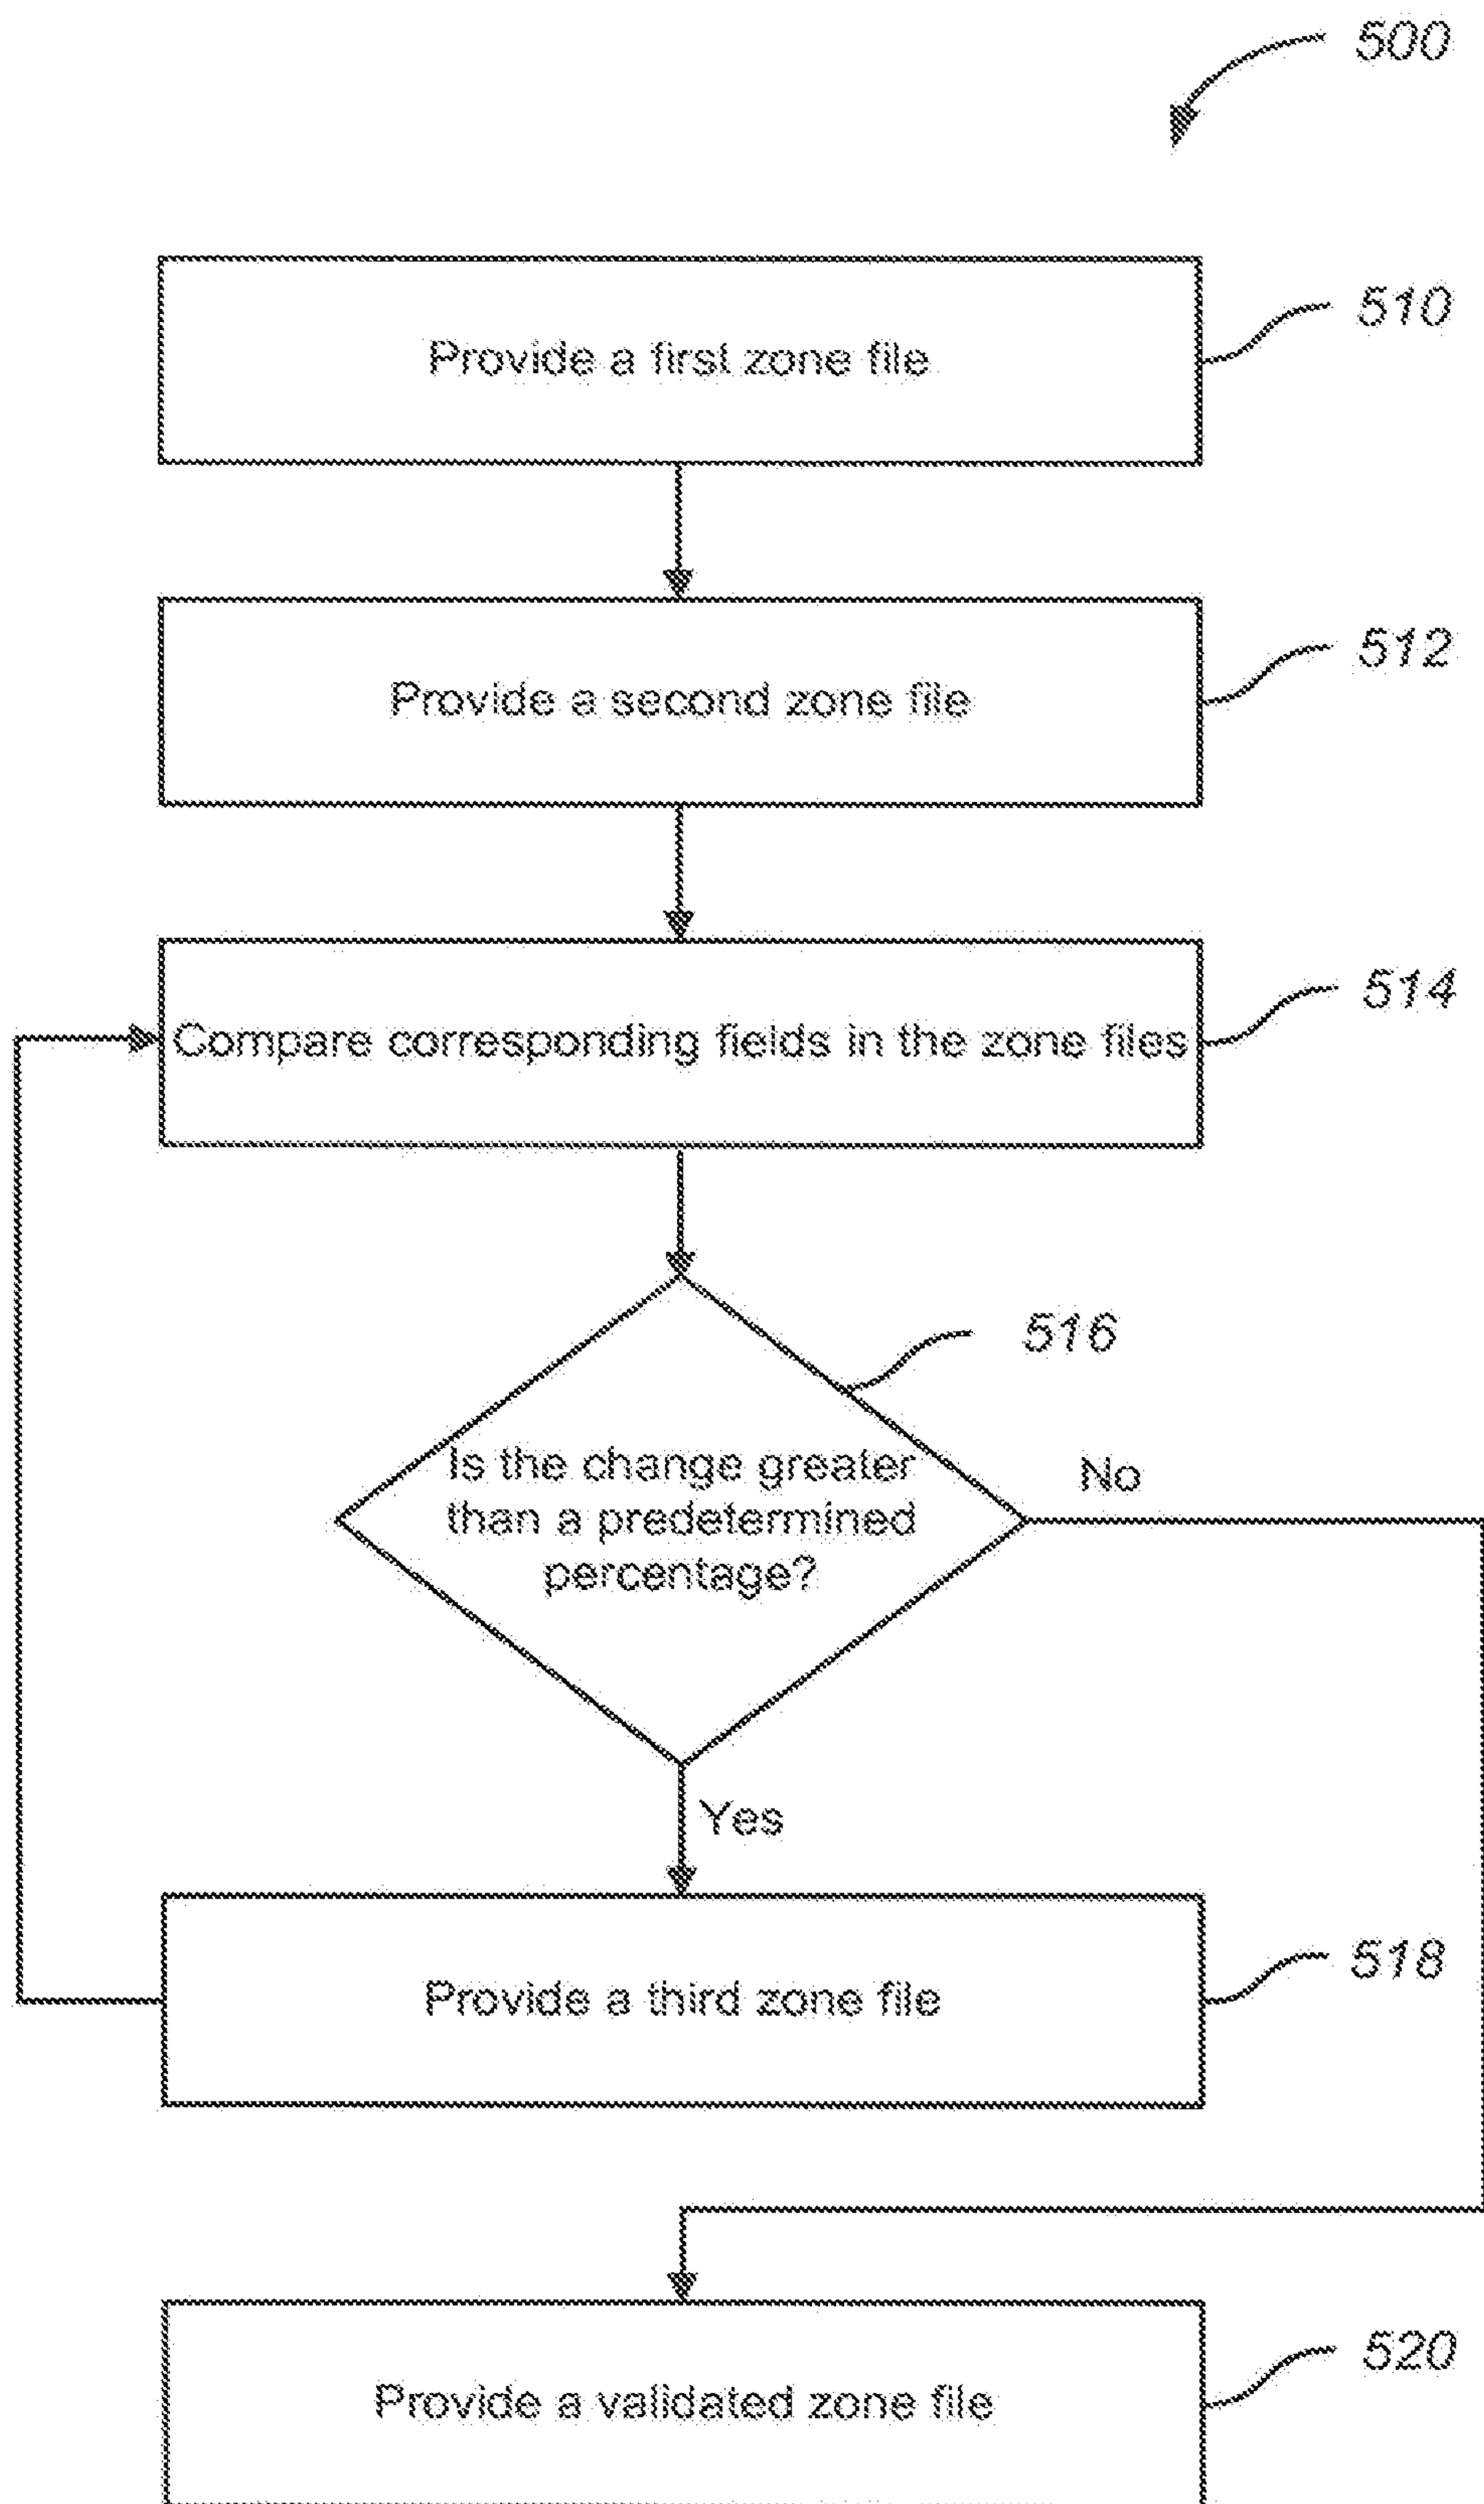 500
Provide a first zone file
510
Provide a second zone file
512
Compare corresponding fields in the zone files
514
516
Is the change greater
than a predetermined
percentage?
No
Yes
Provide a third zone file
518
Provide a validated zone file
520